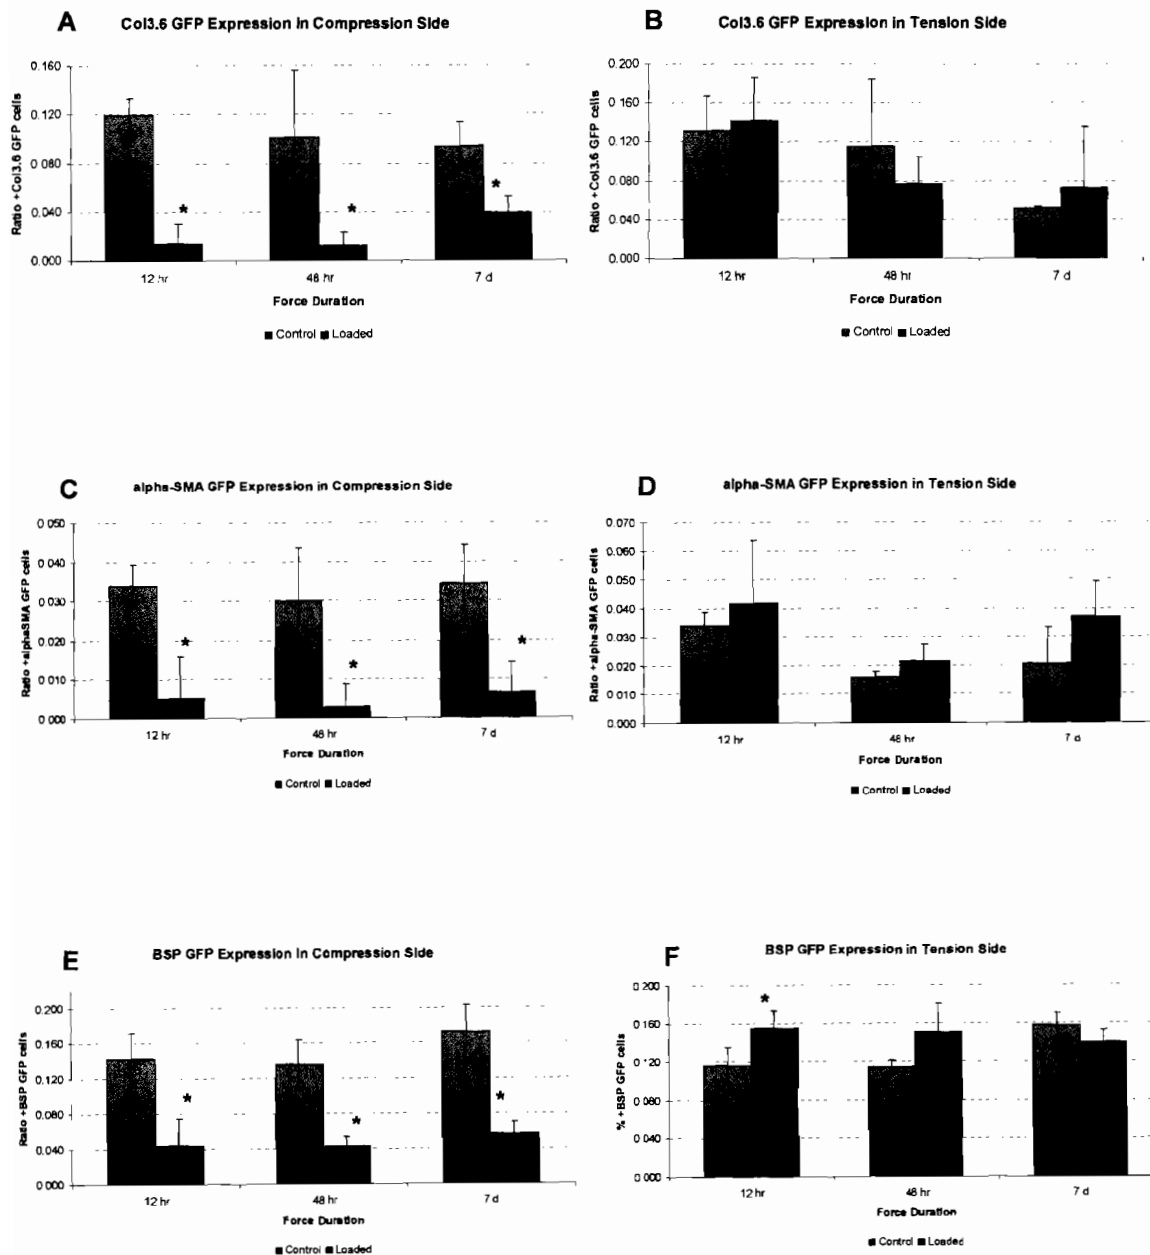 A Col3.6 GFP Expression in Compression Side
Ratio +Col3.6 GFP cells
0.160
0.120
0.080
0.040
0.000
12 hr 48 hr 7 d
* * *
Force Duration
Control Loaded
B Col3.6 GFP Expression in Tension Side
Ratio +Col3.6 GFP cells
0.200
0.160
0.120
0.080
0.040
0.000
12 hr 48 hr 7 d
Force Duration
Control Loaded
C alpha-SMA GFP Expression in Compression Side
Ratio +alphaSMA GFP cells
0.050
0.040
0.030
0.020
0.010
0.000
* * *
12 hr 48 hr 7 d
Force Duration
Control Loaded
D alpha-SMA GFP Expression in Tension Side
Ratio +alpha-SMA GFP cells
0.070
0.060
0.050
0.040
0.030
0.020
0.010
0.000
12 hr 48 hr 7 d
Force Duration
Control Loaded
E BSP GFP Expression in Compression Side
Ratio +BSP GFP cells
0.200
0.160
0.120
0.080
0.040
0.000
* * *
12 hr 48 hr 7 d
Force Duration
Control Loaded
F BSP GFP Expression in Tension Side
% +BSP GFP cells
0.200
0.160
0.120
0.080
0.040
0.000
*
12 hr 48 hr 7 d
Force Duration
Control Loaded